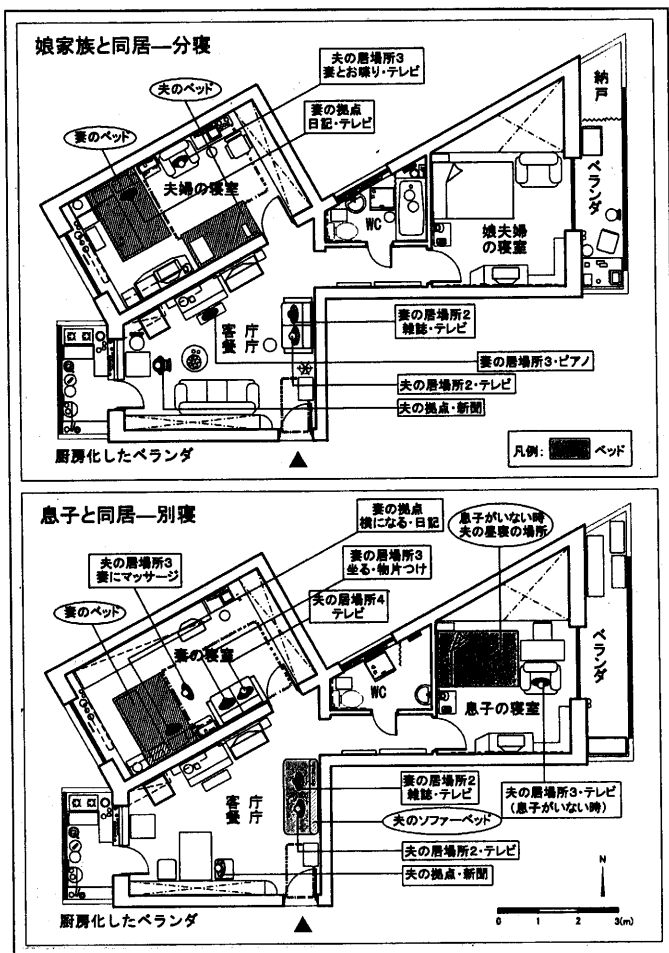 娘家族と同居―分寝
夫の居場所3
妻とお喋り・テレビ
夫のベッド
妻の拠点
日記・テレビ
妻のベッド
夫婦の寝室
納戸
ベランダ
WC
娘夫婦
の寝室
客庁
餐庁
妻の居場所2
雑誌・テレビ
妻の居場所3・ピアノ
夫の居場所2・テレビ
夫の拠点・新聞
厨房化したベランダ
凡例:
ベッド
息子と同居―別寝
妻の拠点
横になる・日記
息子がいない時
夫の昼寝の場所
夫の居場所3
妻にマッサージ
妻の居場所3
坐る・物片つけ
妻のベッド
夫の居場所4
テレビ
妻の寝室
ベランダ
WC
息子の寝室
客庁
餐庁
妻の居場所2
雑誌・テレビ
夫の居場所3・テレビ
(息子がいない時)
夫のソファーベッド
夫の居場所2・テレビ
夫の拠点・新聞
厨房化したベランダ
N
0 1 2 3(m)